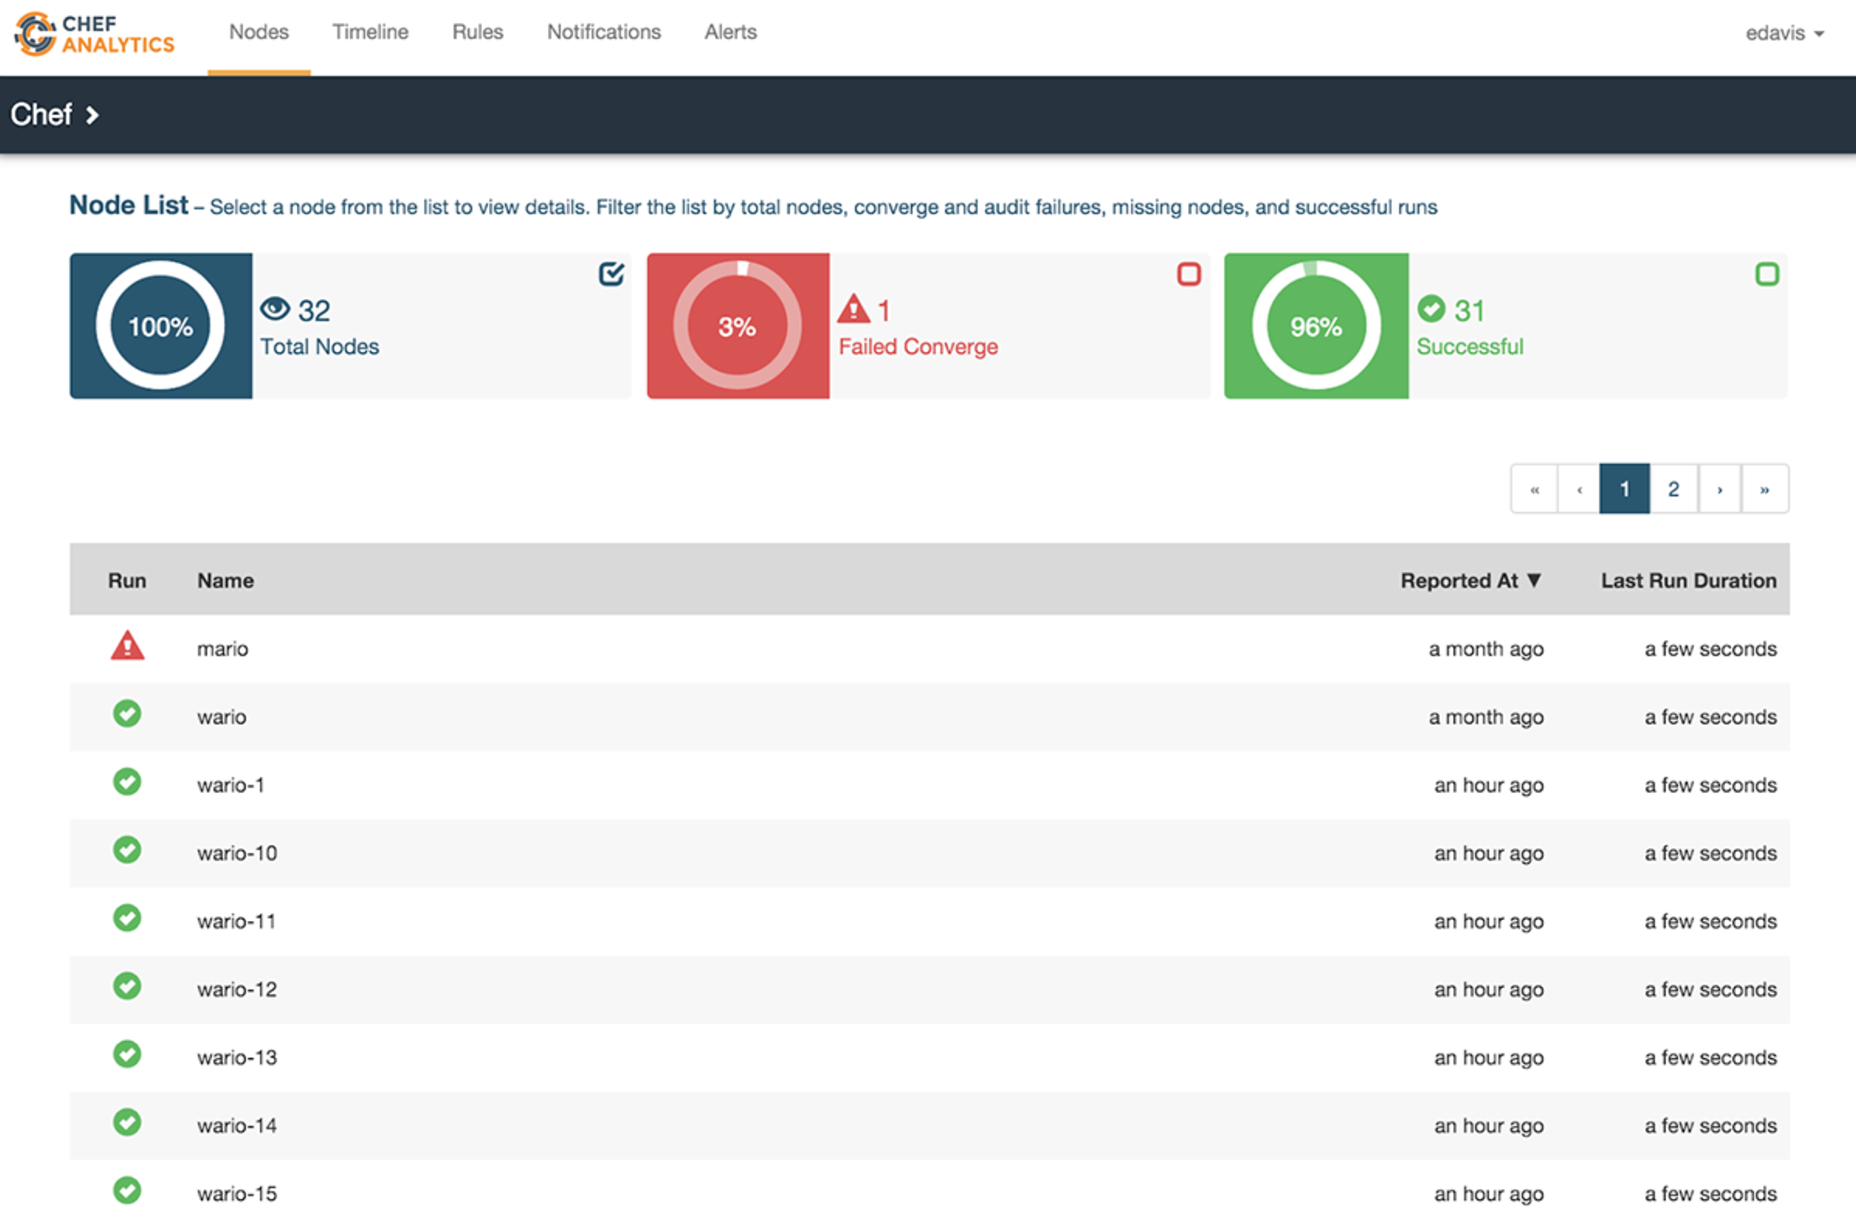 CHEF
ANALYTICS
Nodes Timeline Rules Notifications Alerts edavis
Chef
Node List – Select a node from the list to view details. Filter the list by total nodes, converge and audit failures, missing nodes, and successful runs
100% 32 Total Nodes
3% 1 Failed Converge
96% 31 Successful
« ‹ 1 2 › »
Run Name Reported At ▼ Last Run Duration
mario a month ago a few seconds
wario a month ago a few seconds
wario-1 an hour ago a few seconds
wario-10 an hour ago a few seconds
wario-11 an hour ago a few seconds
wario-12 an hour ago a few seconds
wario-13 an hour ago a few seconds
wario-14 an hour ago a few seconds
wario-15 an hour ago a few seconds